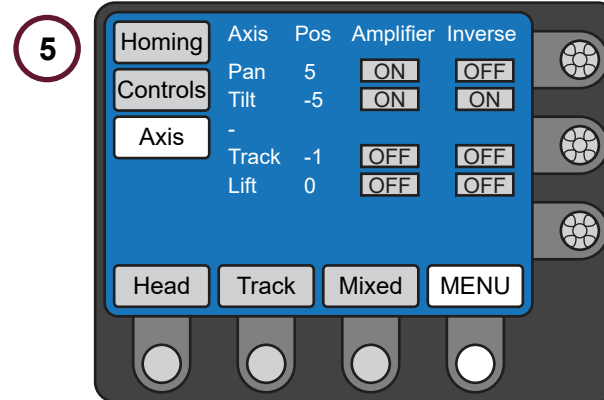 5
Homing
Controls
Axis
Axis Pos Amplifier Inverse
Pan 5 ON OFF
Tilt -5 ON ON
-
Track -1 OFF OFF
Lift 0 OFF OFF
Head Track Mixed MENU